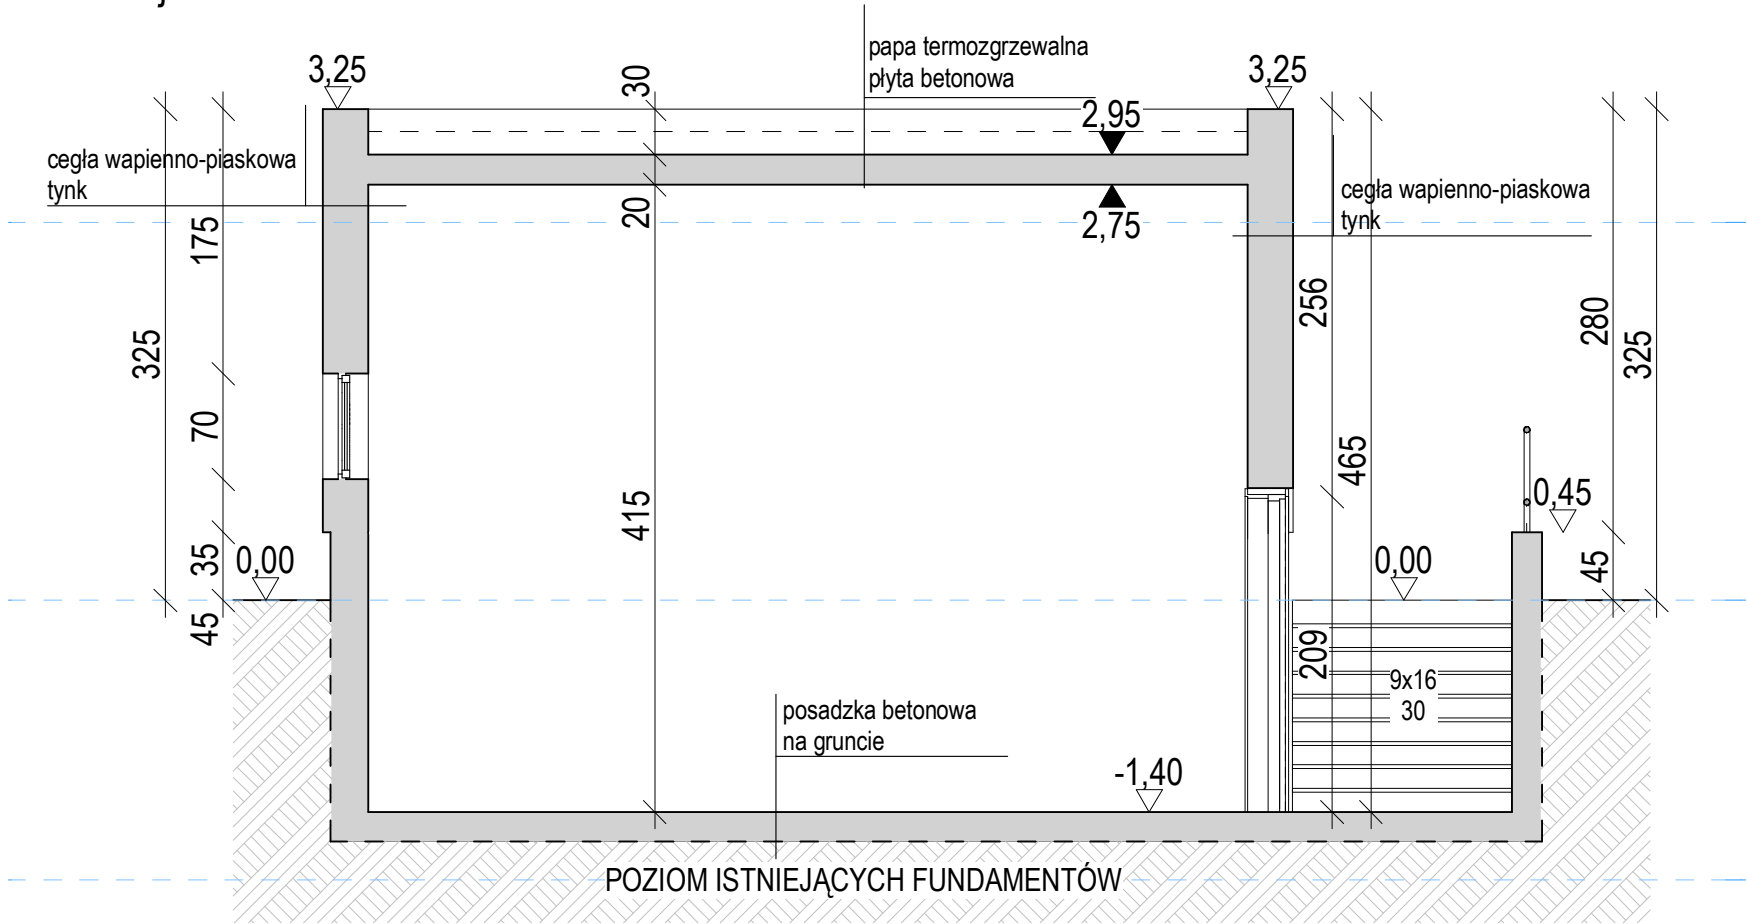 3,25
30
papa termozgrzewalna
płyta betonowa
3,25
2,95
cegła wapienno-piaskowa
tynk
cegła wapienno-piaskowa
tynk
20
2,75
175
256
280
325
325
70
465
415
0,45
35
0,00
0,00
45
45
209
9x16
30
posadzka betonowa
na gruncie
-1,40
POZIOM ISTNIEJĄCYCH FUNDAMENTÓW